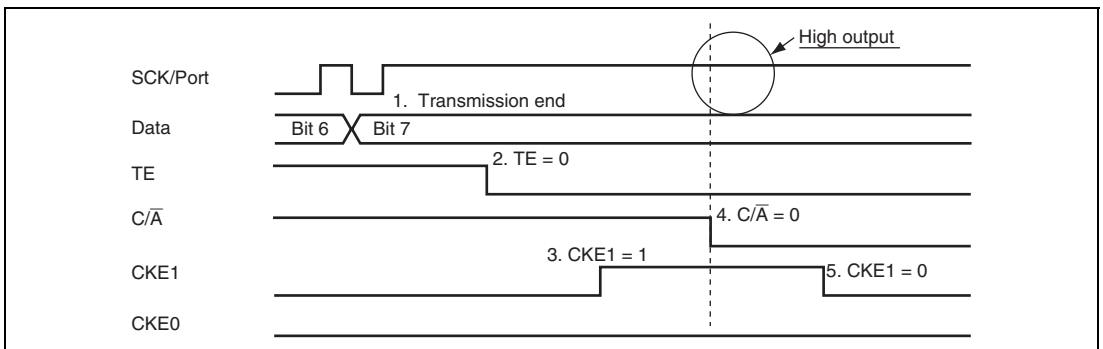 High output
SCK/Port
1. Transmission end
Data
Bit 6
Bit 7
2. TE = 0
TE
C/A̅
4. C/A̅ = 0
3. CKE1 = 1
CKE1
5. CKE1 = 0
CKE0